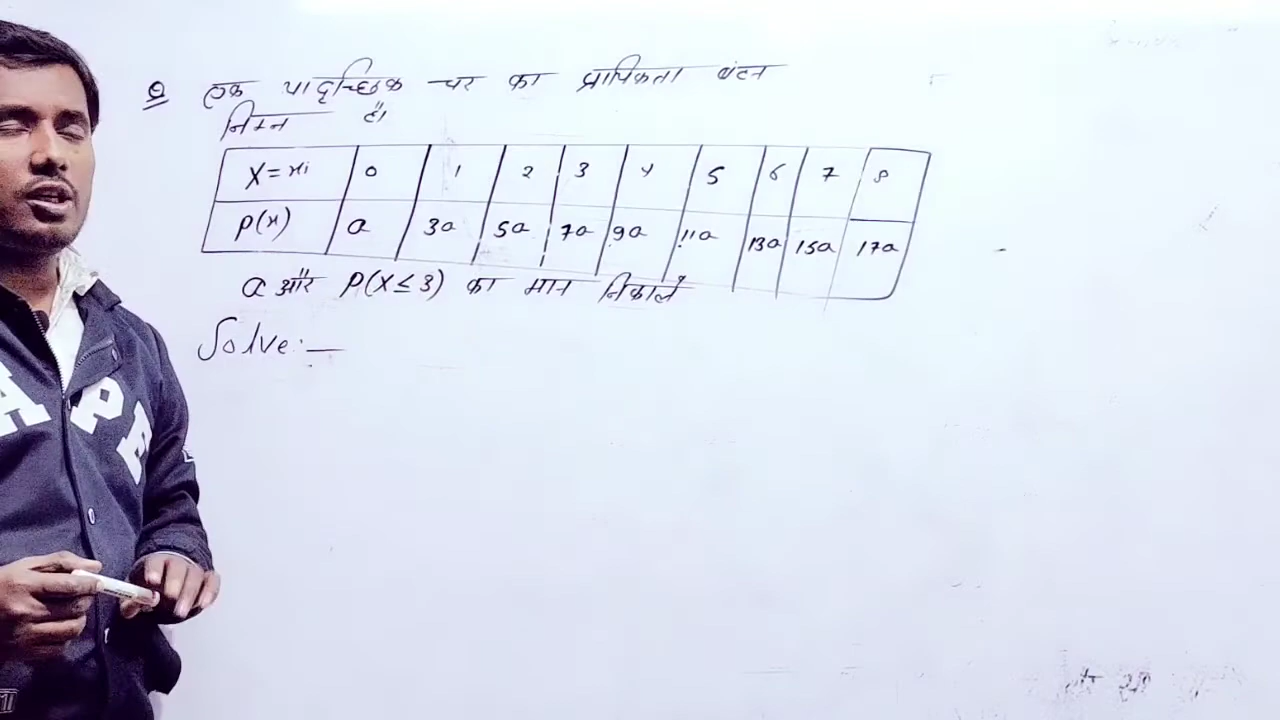 Q एक यादृच्छिक चर का प्रायिकता बंटन
निम्न है।
X=xi 0 1 2 3 4 5 6 7 8
P(x) a 3a 5a 7a 9a 11a 13a 15a 17a
a और P(X≤3) का मान निकालें
Solve:—
APE